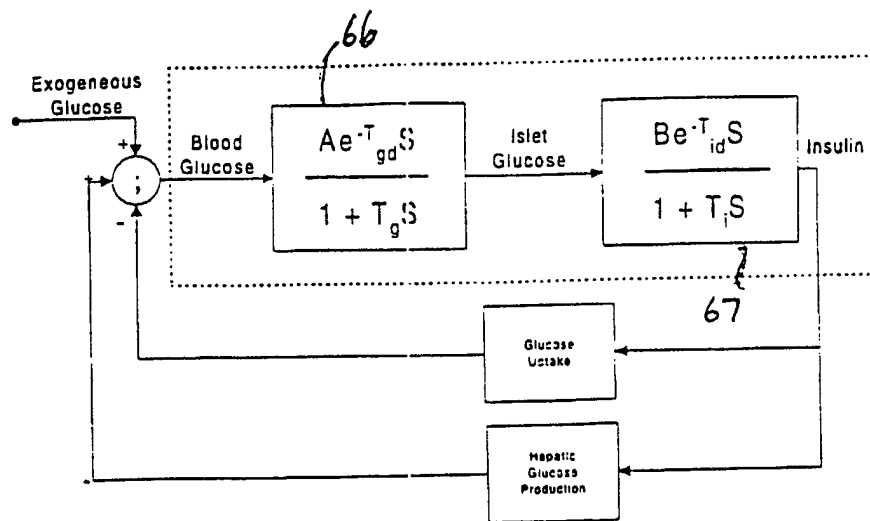 66
Exogeneous
Glucose
+
;
-
Blood
Glucose
Ae^-T_gd S
1 + T_g S
Islet
Glucose
Be^-T_id S
1 + T_i S
Insulin
67
Glucose
Uptake
Hepatic
Glucose
Production